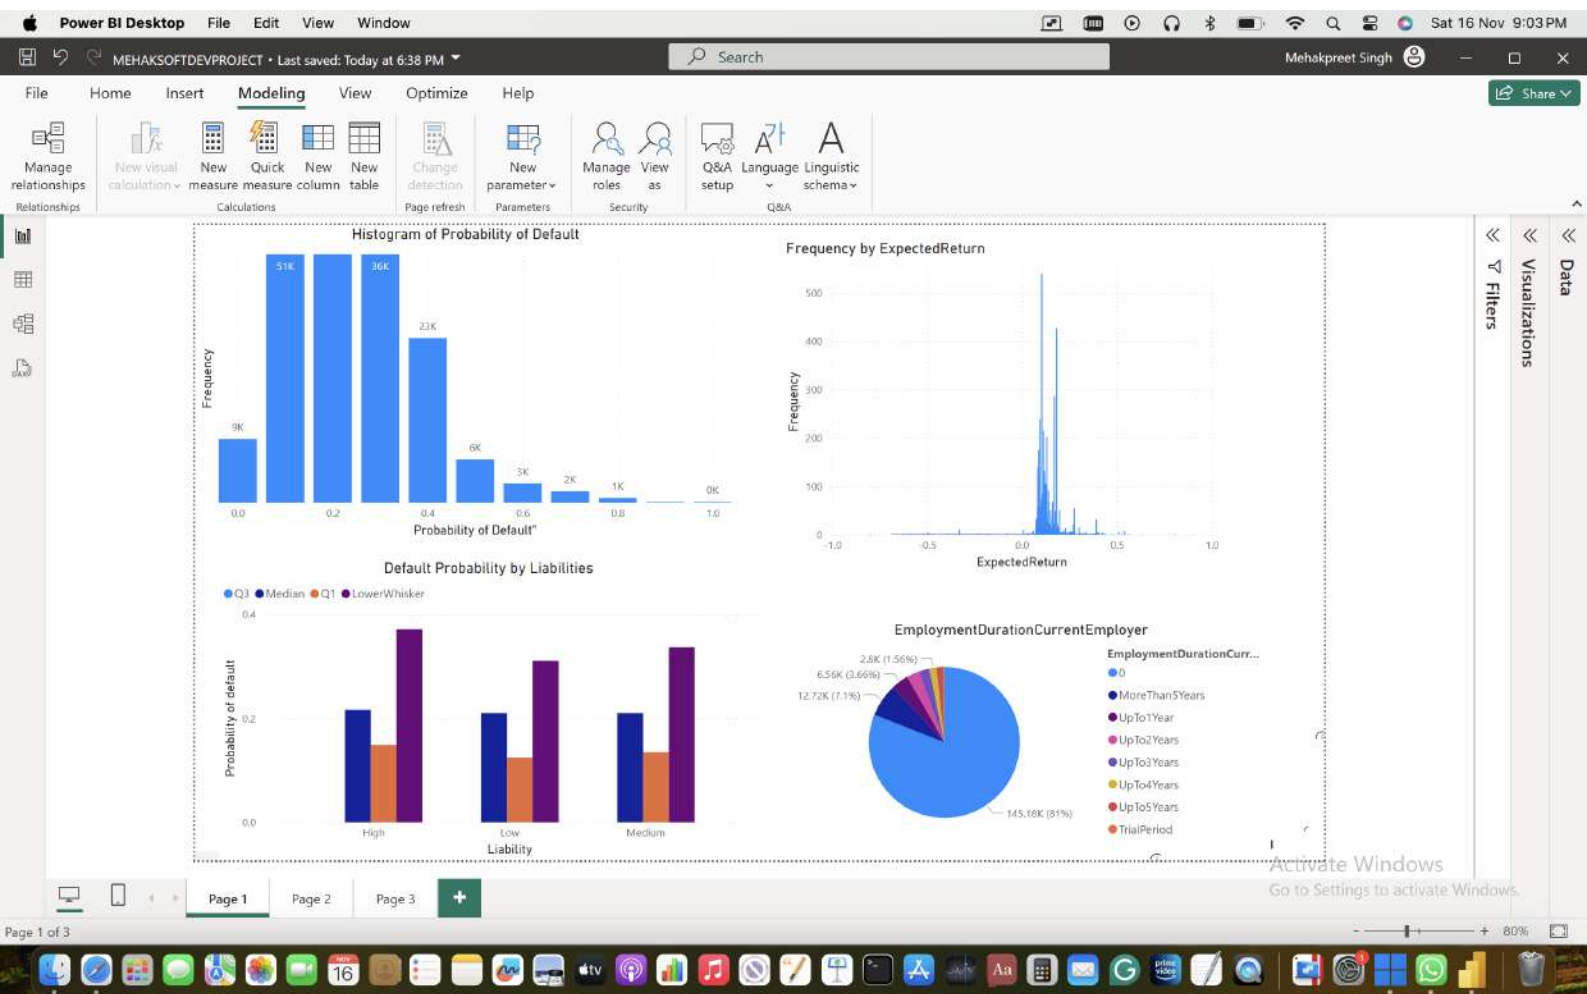 Power BI Desktop File Edit View Window
Sat 16 Nov 9:03 PM
MEHAKSOFTDEVPROJECT • Last saved: Today at 6:38 PM
Search
Mehakpreet Singh
File Home Insert Modeling View Optimize Help
Share
Manage relationships
New visual calculation
New measure
Quick measure
New column
New table
Change detection
New parameter
Manage roles
View as
Q&A setup
Language
Linguistic schema
Relationships
Calculations
Page refresh
Parameters
Security
Q&A
Histogram of Probability of Default
Frequency
9K
51K
36K
23K
6K
3K
2K
1K
0K
0.0 0.2 0.4 0.6 0.8 1.0
Probability of Default"
Frequency by ExpectedReturn
Frequency
500
400
300
200
100
0
-1.0 -0.5 0.0 0.5 1.0
ExpectedReturn
Default Probability by Liabilities
Q3 Median Q1 LowerWhisker
Probability of default
0.4
0.2
0.0
High Low Medium
Liability
EmploymentDurationCurrentEmployer
2.8K (1.56%)
6.56K (3.66%)
12.72K (7.1%)
145.18K (81%)
EmploymentDurationCurr...
0
MoreThan5Years
UpTo1Year
UpTo2Years
UpTo3Years
UpTo4Years
UpTo5Years
TrialPeriod
Filters
Visualizations
Data
Activate Windows
Go to Settings to activate Windows.
Page 1 Page 2 Page 3 +
Page 1 of 3
- + 80%
NOV
16
tv
Aa
prime video